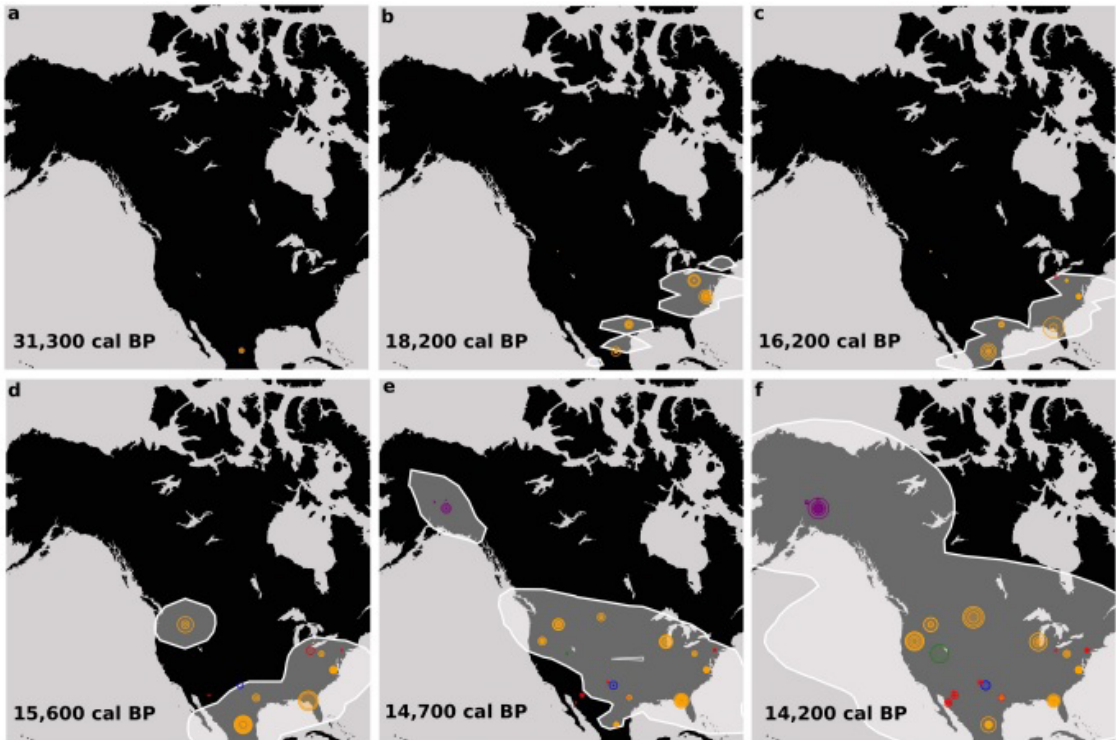 a
31,300 cal BP
b
18,200 cal BP
c
16,200 cal BP
d
15,600 cal BP
e
14,700 cal BP
f
14,200 cal BP